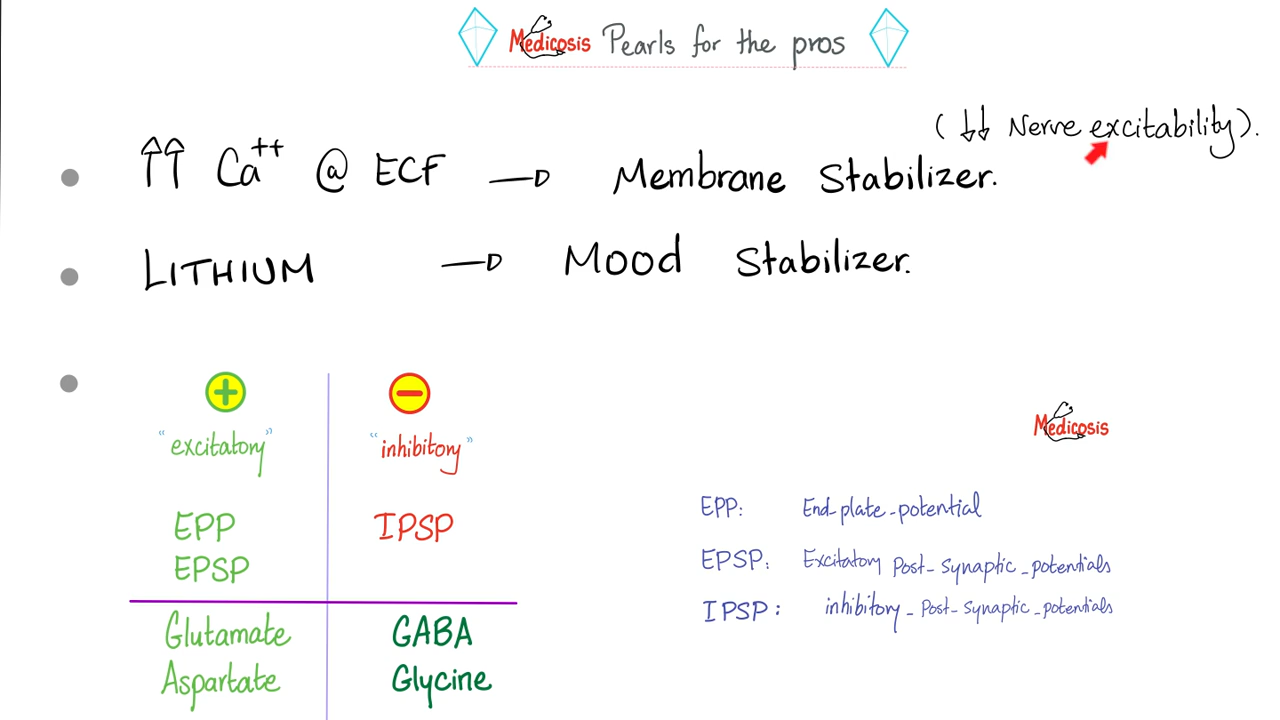 Medicosis Pearls for the pros
(↓↓ Nerve excitability).
↑↑ Ca++ @ ECF → Membrane Stabilizer.
LITHIUM → Mood Stabilizer.
+ −
"excitatory" "inhibitory"
Medicosis
EPP IPSP
EPSP
EPP: End-plate-potential
EPSP: Excitatory Post-Synaptic-potentials
IPSP: inhibitory-Post-Synaptic-potentials
Glutamate GABA
Aspartate Glycine